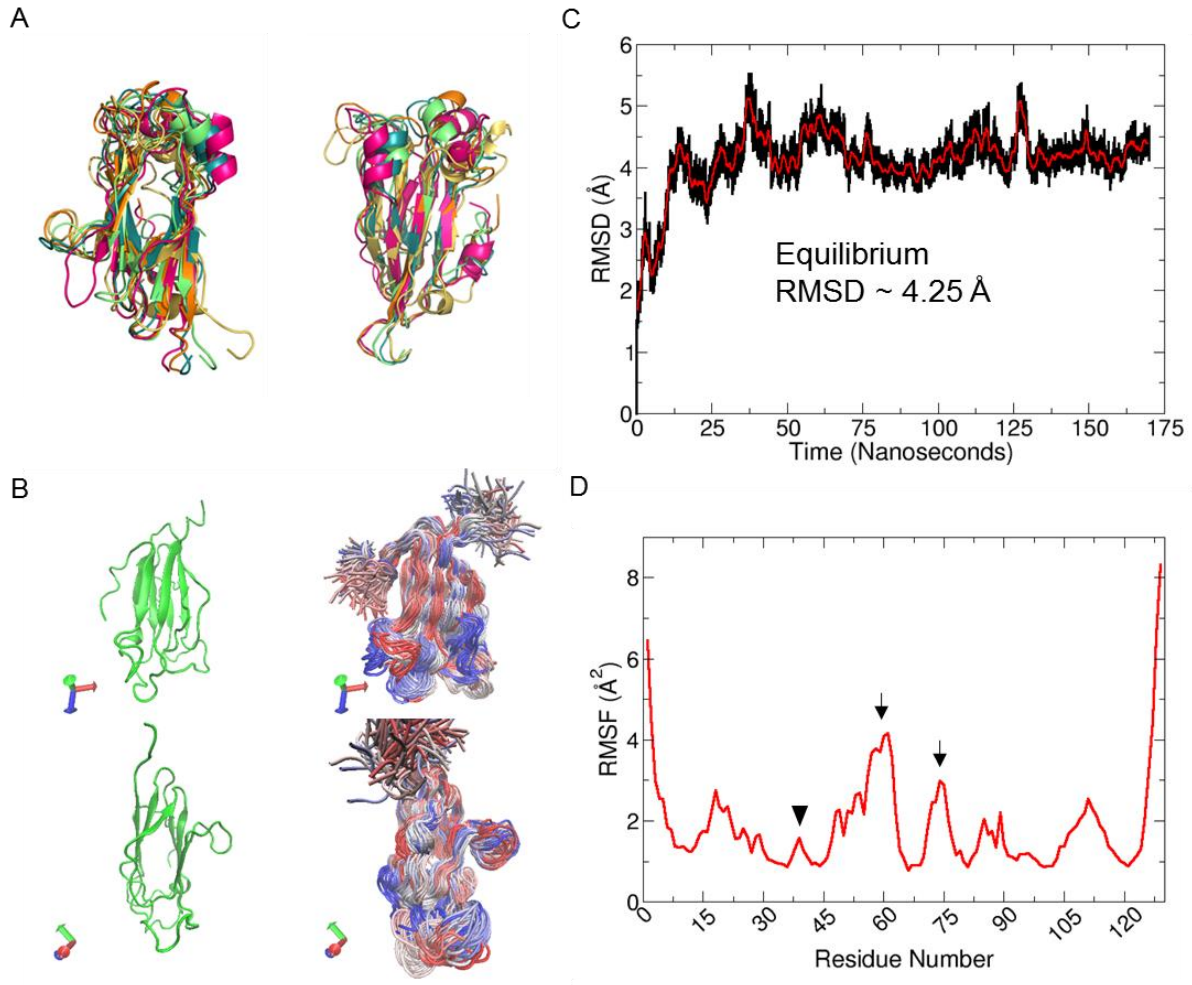 A
C
6
5
4
3
2
1
0
RMSD (Å)
Equilibrium
RMSD ~ 4.25 Å
0 25 50 75 100 125 150 175
Time (Nanoseconds)
B
D
8
6
4
2
0
RMSF (Å²)
0 15 30 45 60 75 90 105 120
Residue Number